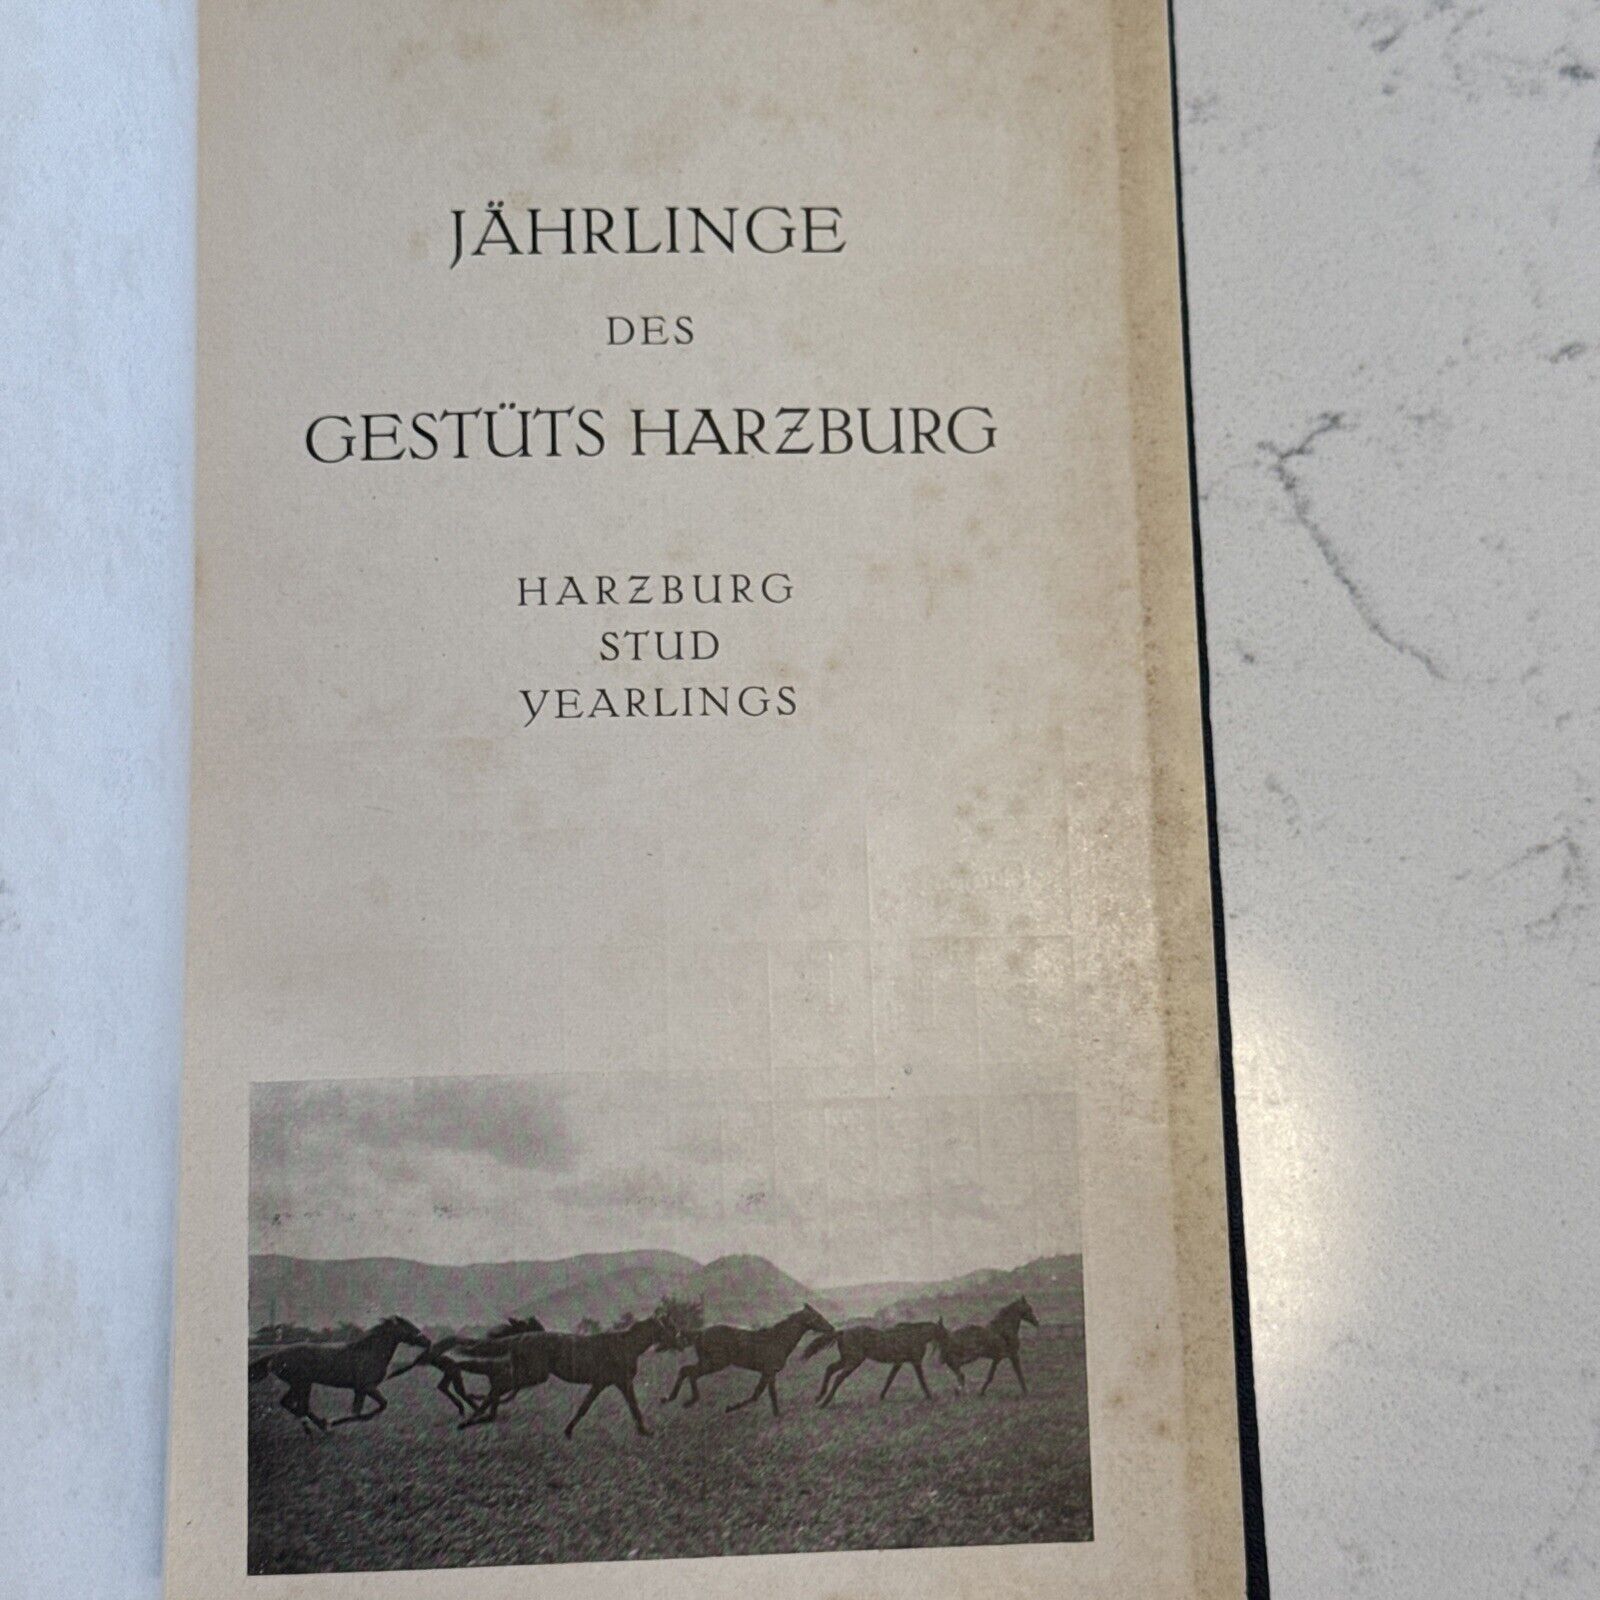 JÄHRLINGE
DES
GESTÜTS HARZBURG
HARZBURG
STUD
YEARLINGS